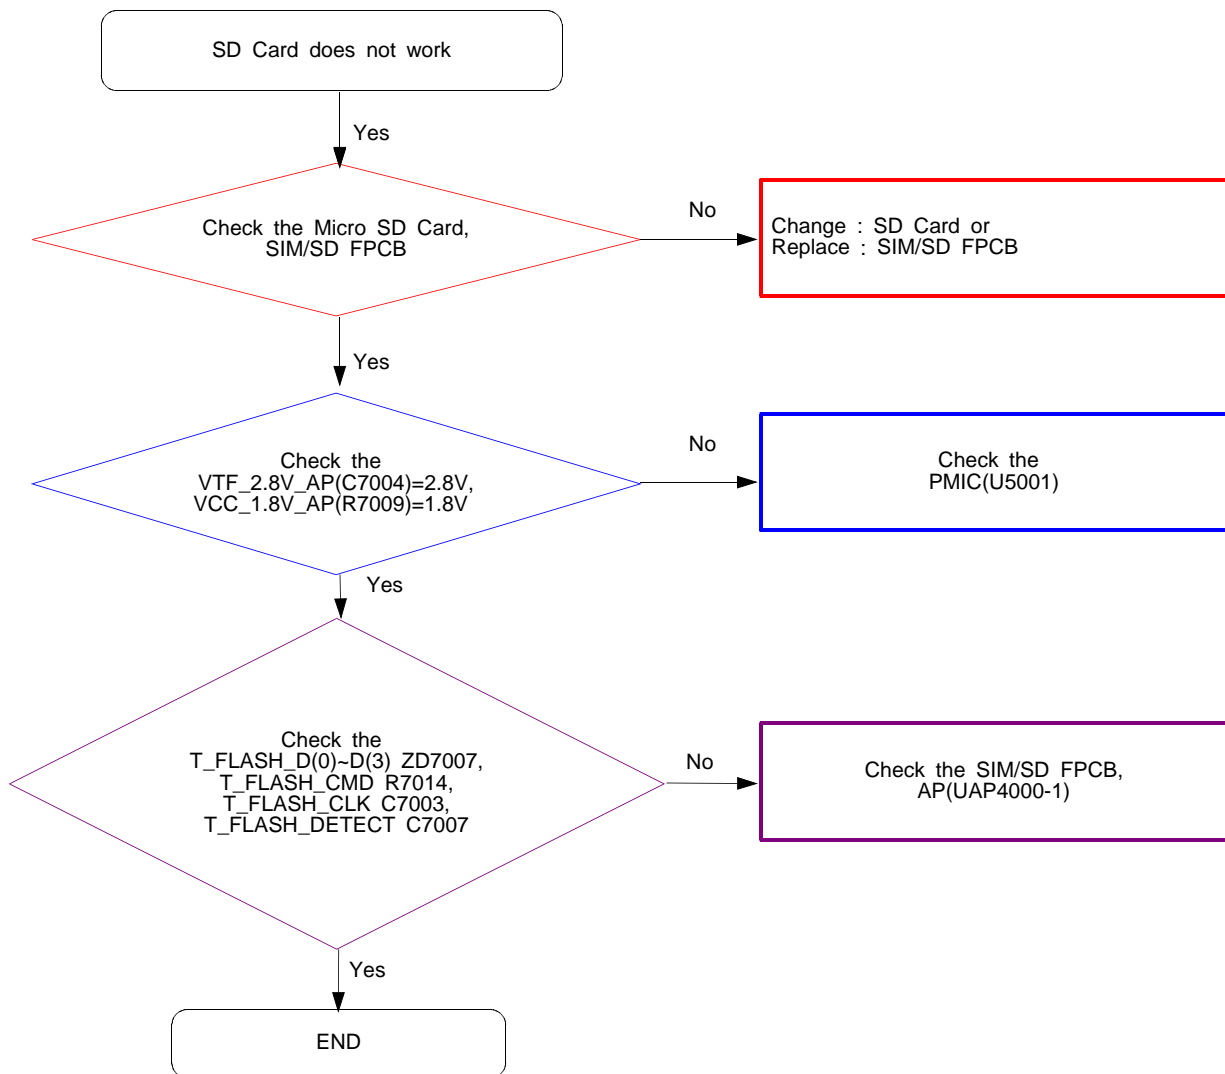 SD Card does not work
Yes
Check the Micro SD Card,
SIM/SD FPCB
No
Change : SD Card or
Replace : SIM/SD FPCB
Yes
Check the
VTF_2.8V_AP(C7004)=2.8V,
VCC_1.8V_AP(R7009)=1.8V
No
Check the
PMIC(U5001)
Yes
Check the
T_FLASH_D(0)~D(3) ZD7007,
T_FLASH_CMD R7014,
T_FLASH_CLK C7003,
T_FLASH_DETECT C7007
No
Check the SIM/SD FPCB,
AP(UAP4000-1)
Yes
END